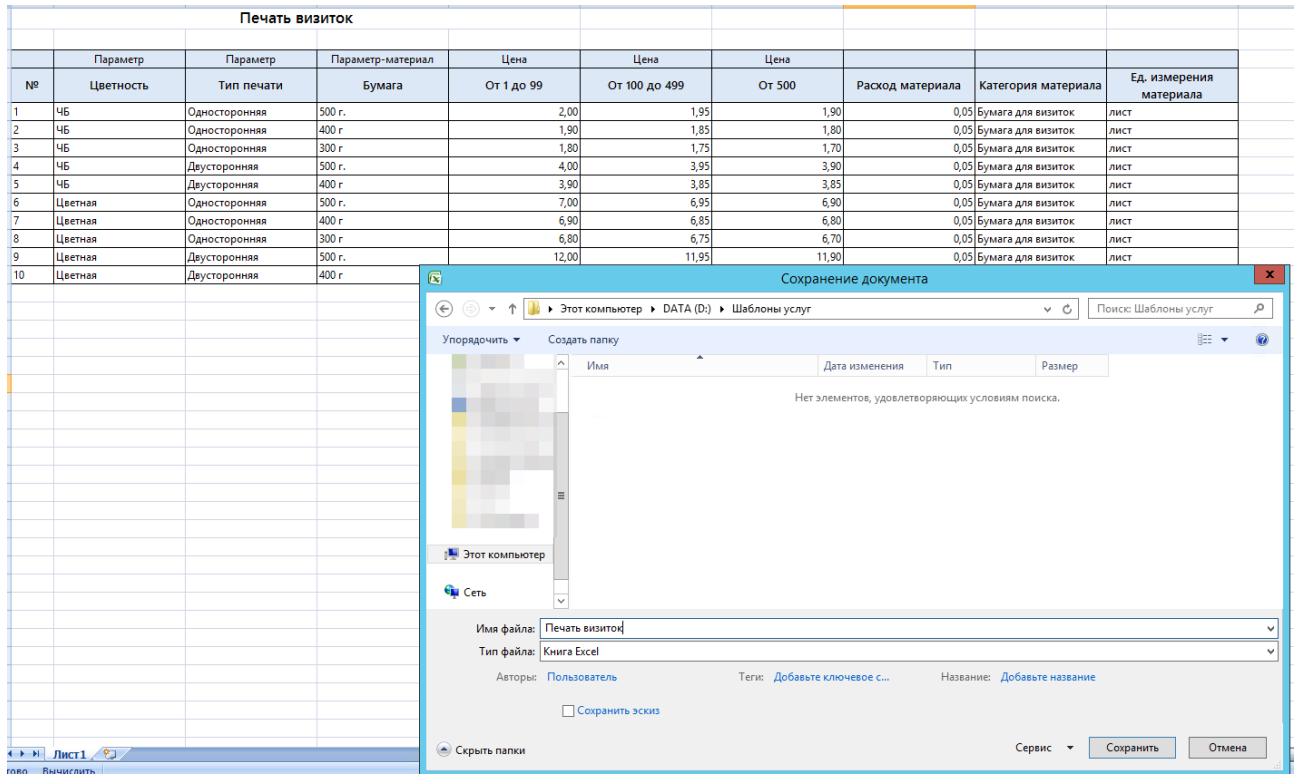 Печать визиток
Параметр Параметр Параметр-материал Цена Цена Цена
№ Цветность Тип печати Бумага От 1 до 99 От 100 до 499 От 500 Расход материала Категория материала Ед. измерения материала
1 ЧБ Односторонняя 500 г. 2,00 1,95 1,90 0,05 Бумага для визиток лист
2 ЧБ Односторонняя 400 г 1,90 1,85 1,80 0,05 Бумага для визиток лист
3 ЧБ Односторонняя 300 г 1,80 1,75 1,70 0,05 Бумага для визиток лист
4 ЧБ Двусторонняя 500 г. 4,00 3,95 3,90 0,05 Бумага для визиток лист
5 ЧБ Двусторонняя 400 г 3,90 3,85 3,85 0,05 Бумага для визиток лист
6 Цветная Односторонняя 500 г. 7,00 6,95 6,90 0,05 Бумага для визиток лист
7 Цветная Односторонняя 400 г 6,90 6,85 6,80 0,05 Бумага для визиток лист
8 Цветная Односторонняя 300 г 6,80 6,75 6,70 0,05 Бумага для визиток лист
9 Цветная Двусторонняя 500 г. 12,00 11,95 11,90 0,05 Бумага для визиток лист
10 Цветная Двусторонняя 400 г
Сохранение документа
Этот компьютер DATA (D:) Шаблоны услуг Поиск: Шаблоны услуг
Упорядочить Создать папку
Имя Дата изменения Тип Размер
Нет элементов, удовлетворяющих условиям поиска.
Этот компьютер
Сеть
Имя файла: Печать визиток
Тип файла: Книга Excel
Авторы: Пользователь Теги: Добавьте ключевое с... Название: Добавьте название
Сохранить эскиз
Скрыть папки Сервис Сохранить Отмена
Лист1
тово Вычислить